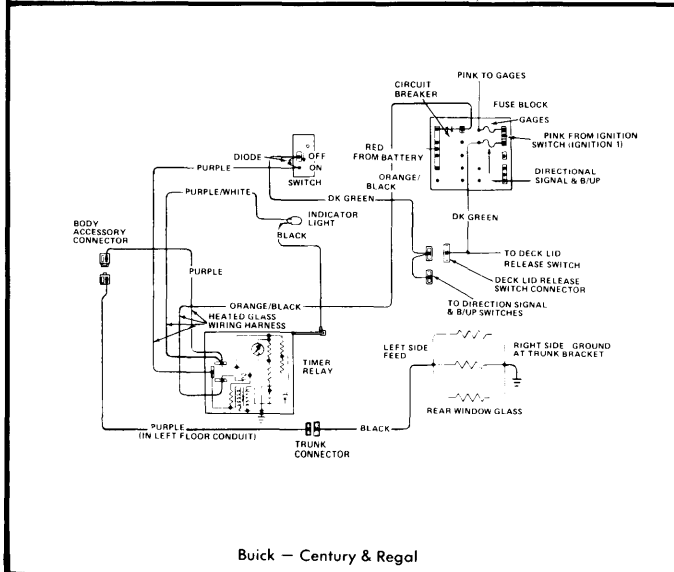 PINK TO GAGES
CIRCUIT
BREAKER
FUSE BLOCK
GAGES
PINK FROM IGNITION
SWITCH (IGNITION 1)
RED
FROM BATTERY
DIODE
OFF
ON
SWITCH
PURPLE
ORANGE/
BLACK
DIRECTIONAL
SIGNAL & B/UP
PURPLE/WHITE
DK GREEN
INDICATOR
LIGHT
DK GREEN
BODY
ACCESSORY
CONNECTOR
BLACK
TO DECK LID
RELEASE SWITCH
PURPLE
DECK LID RELEASE
SWITCH CONNECTOR
ORANGE/BLACK
TO DIRECTION SIGNAL
& B/UP SWITCHES
HEATED GLASS
WIRING HARNESS
TIMER
RELAY
LEFT SIDE
FEED
RIGHT SIDE GROUND
AT TRUNK BRACKET
REAR WINDOW GLASS
PURPLE
(IN LEFT FLOOR CONDUIT)
BLACK
TRUNK
CONNECTOR
Buick — Century & Regal